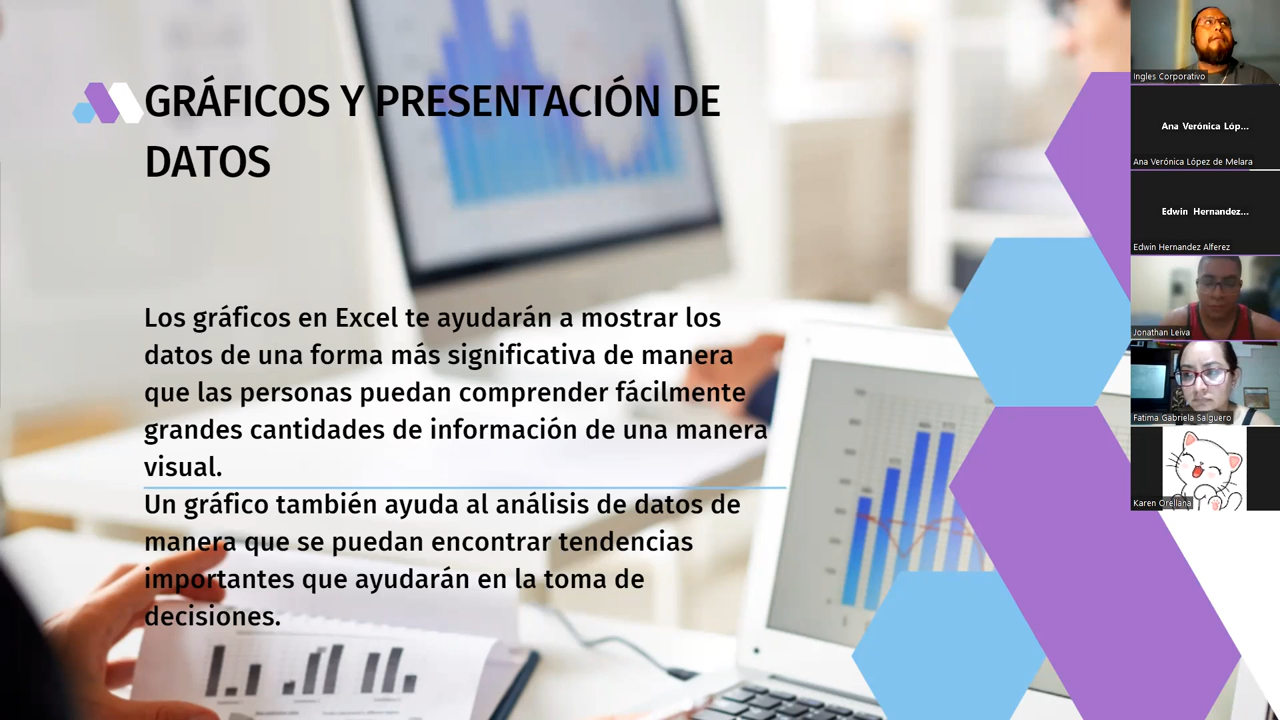 GRÁFICOS Y PRESENTACIÓN DE
DATOS
Los gráficos en Excel te ayudarán a mostrar los
datos de una forma más significativa de manera
que las personas puedan comprender fácilmente
grandes cantidades de información de una manera
visual.
Un gráfico también ayuda al análisis de datos de
manera que se puedan encontrar tendencias
importantes que ayudarán en la toma de
decisiones.
Ingles Corporativo
Ana Verónica Lóp...
Ana Verónica López de Melara
Edwin Hernandez...
Edwin Hernandez Alferez
Jonathan Leiva
Fatima Gabriela Salguero
Karen Orellana